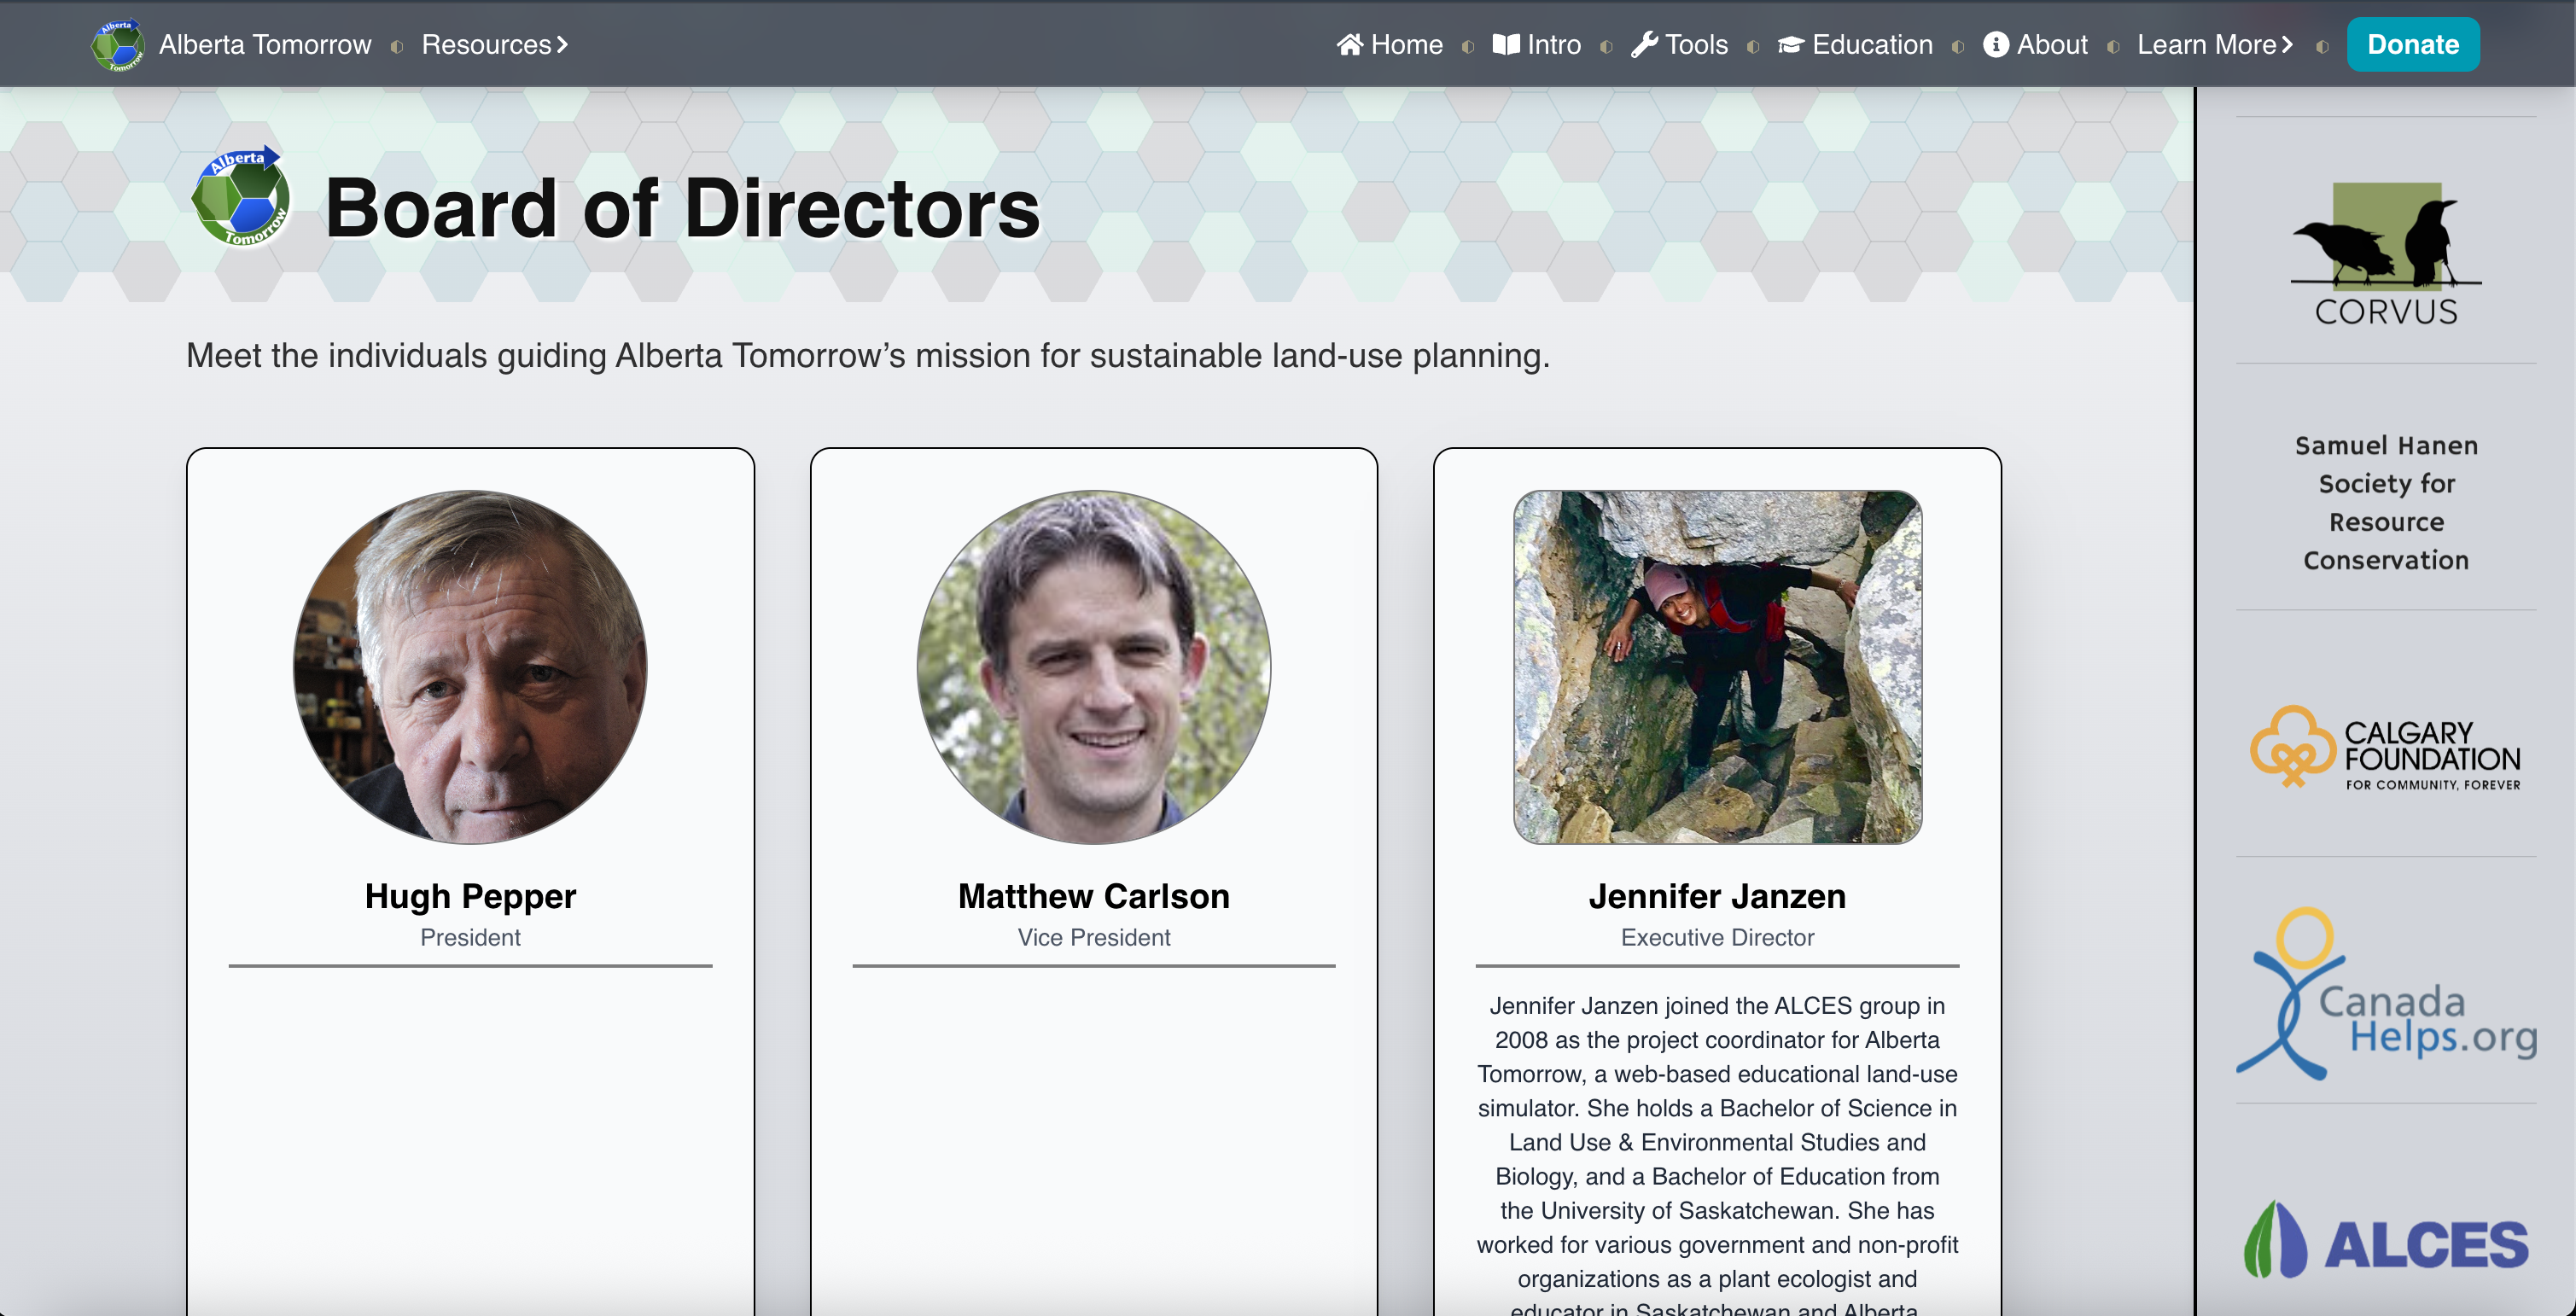 Alberta Tomorrow
Resources
Home
Intro
Tools
Education
About
Learn More
Donate
Alberta
Tomorrow
Board of Directors
Meet the individuals guiding Alberta Tomorrow’s mission for sustainable land-use planning.
Hugh Pepper
President
Matthew Carlson
Vice President
Jennifer Janzen
Executive Director
Jennifer Janzen joined the ALCES group in
2008 as the project coordinator for Alberta
Tomorrow, a web-based educational land-use
simulator. She holds a Bachelor of Science in
Land Use & Environmental Studies and
Biology, and a Bachelor of Education from
the University of Saskatchewan. She has
worked for various government and non-profit
organizations as a plant ecologist and
educator in Saskatchewan and Alberta
CORVUS
Samuel Hanen
Society for
Resource
Conservation
CALGARY
FOUNDATION
FOR COMMUNITY, FOREVER
Canada
Helps.org
ALCES